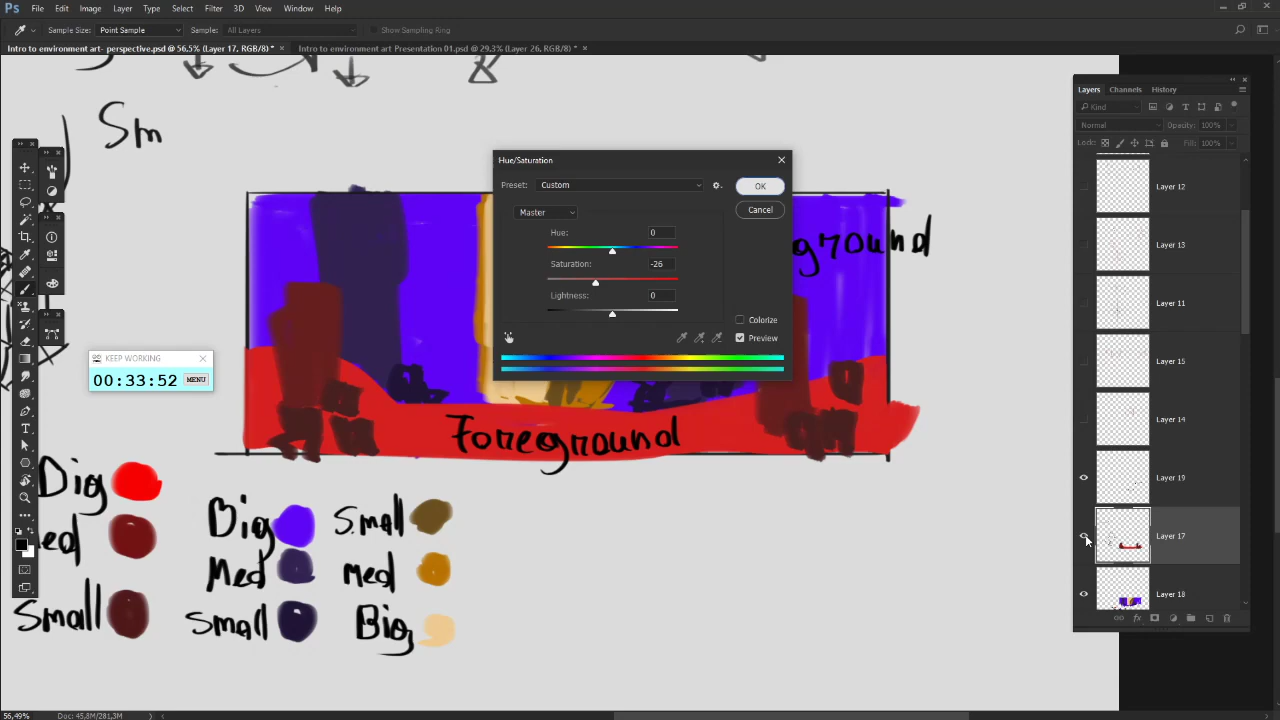 Ps File Edit Image Layer Type Select Filter 3D View Window Help
Sample Size: Point Sample Sample: All Layers Show Sampling Ring
Intro to environment art- perspective.psd @ 56,5% (Layer 17, RGB/8) * × Intro to environment art Presentation 01.psd @ 29,3% (Layer 26, RGB/8) * ×
Sm
Hue/Saturation
Preset: Custom
OK
Cancel
Master
Hue: 0
Saturation: -26
Lightness: 0
Colorize
Preview
ground
KEEP WORKING
00:33:52 MENU
Foreground
Big
ed
Small
Big
Med
Small
Small
Med
Big
Layers Channels History
Kind
Normal Opacity: 100%
Lock: Fill: 100%
Layer 12
Layer 13
Layer 11
Layer 15
Layer 14
Layer 19
Layer 17
Layer 18
56,49% Doc: 45,8M/281,3M